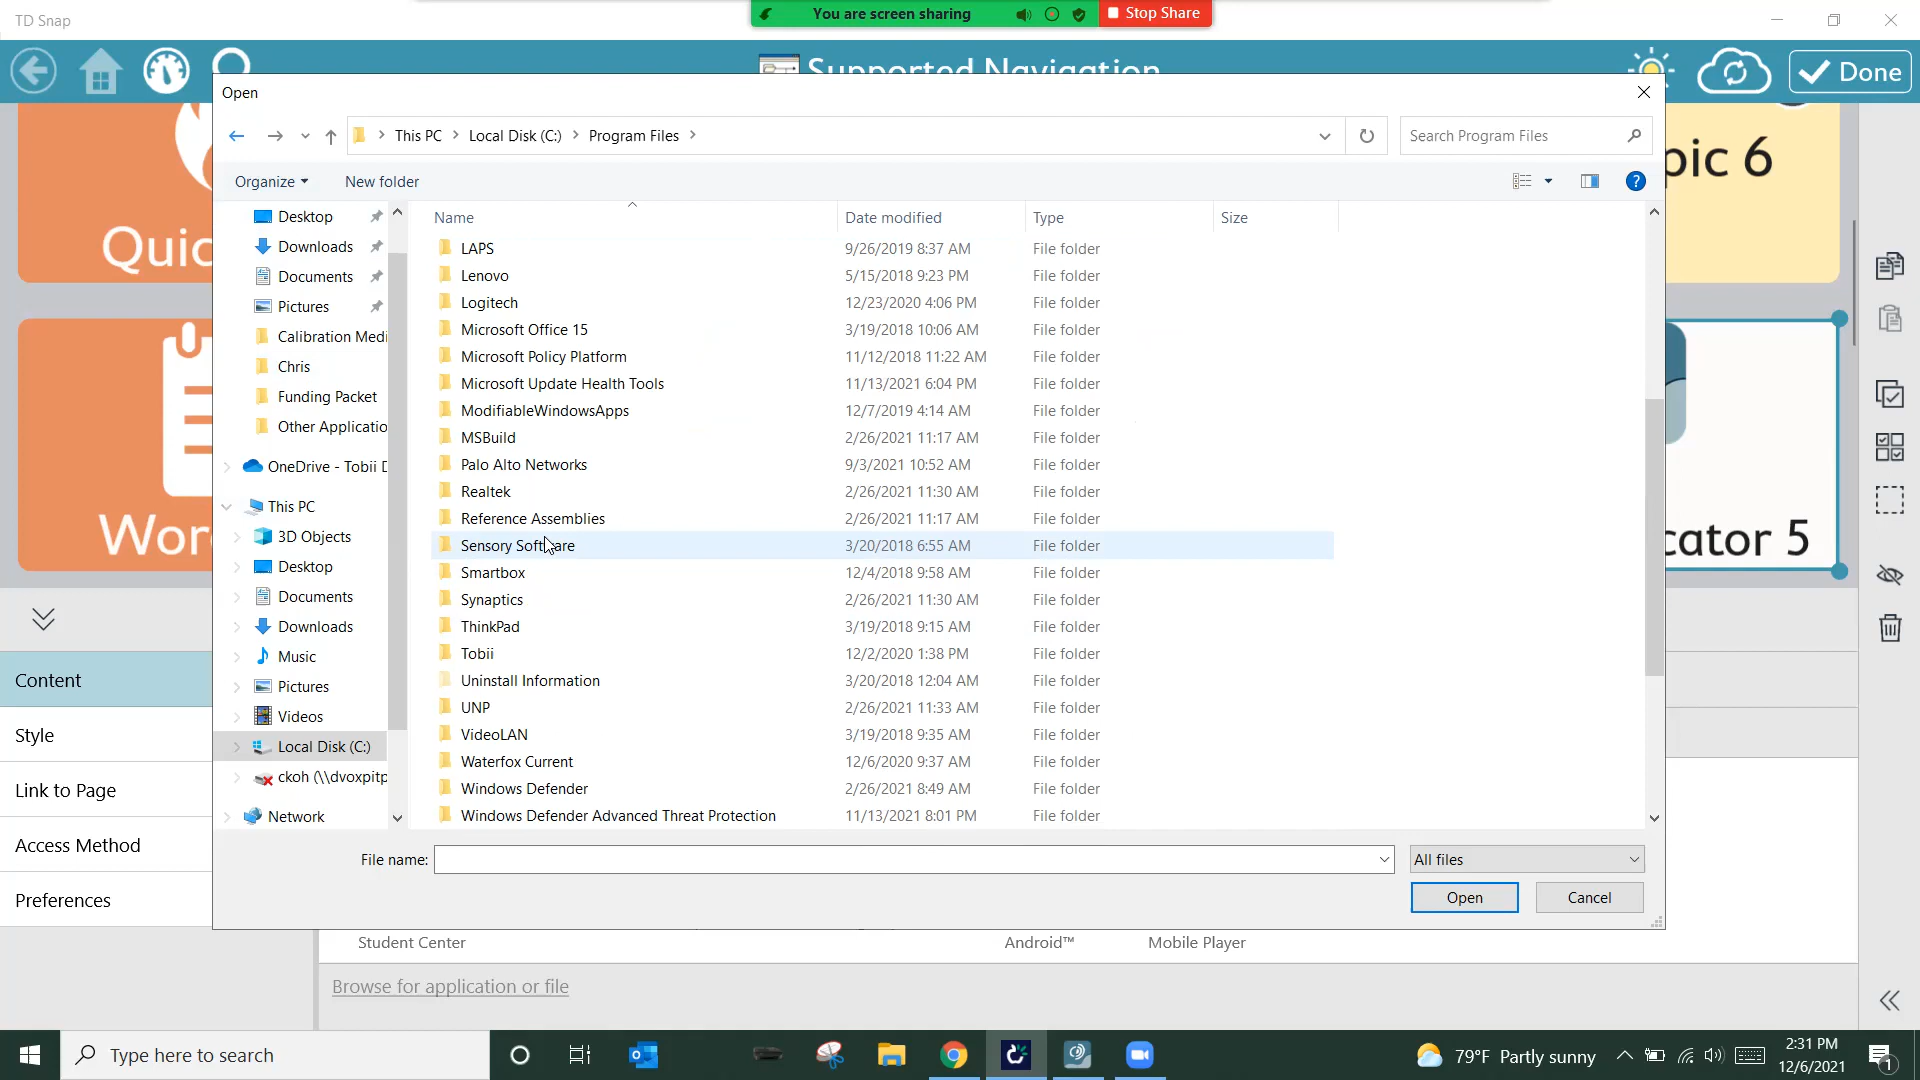 TD Snap
You are screen sharing
Stop Share
Supported Navigation
Done
Open
This PC
Local Disk (C:)
Program Files
Search Program Files
Organize
New folder
Name
Date modified
Type
Size
Desktop
Downloads
Documents
Pictures
Calibration Medi
Chris
Funding Packet
Other Applicatio
OneDrive - Tobii D
This PC
3D Objects
Desktop
Documents
Downloads
Music
Pictures
Videos
Local Disk (C:)
ckoh (\\dvoxpitp
Network
LAPS 9/26/2019 8:37 AM File folder
Lenovo 5/15/2018 9:23 PM File folder
Logitech 12/23/2020 4:06 PM File folder
Microsoft Office 15 3/19/2018 10:06 AM File folder
Microsoft Policy Platform 11/12/2018 11:22 AM File folder
Microsoft Update Health Tools 11/13/2021 6:04 PM File folder
ModifiableWindowsApps 12/7/2019 4:14 AM File folder
MSBuild 2/26/2021 11:17 AM File folder
Palo Alto Networks 9/3/2021 10:52 AM File folder
Realtek 2/26/2021 11:30 AM File folder
Reference Assemblies 2/26/2021 11:17 AM File folder
Sensory Software 3/20/2018 6:55 AM File folder
Smartbox 12/4/2018 9:58 AM File folder
Synaptics 2/26/2021 11:30 AM File folder
ThinkPad 3/19/2018 9:15 AM File folder
Tobii 12/2/2020 1:38 PM File folder
Uninstall Information 3/20/2018 12:04 AM File folder
UNP 2/26/2021 11:33 AM File folder
VideoLAN 3/19/2018 9:35 AM File folder
Waterfox Current 12/6/2020 9:37 AM File folder
Windows Defender 2/26/2021 8:49 AM File folder
Windows Defender Advanced Threat Protection 11/13/2021 8:01 PM File folder
File name:
All files
Open
Cancel
Quic
Wor
pic 6
cator 5
Content
Style
Link to Page
Access Method
Preferences
Student Center
Android™
Mobile Player
Browse for application or file
Type here to search
79°F Partly sunny
2:31 PM
12/6/2021
1